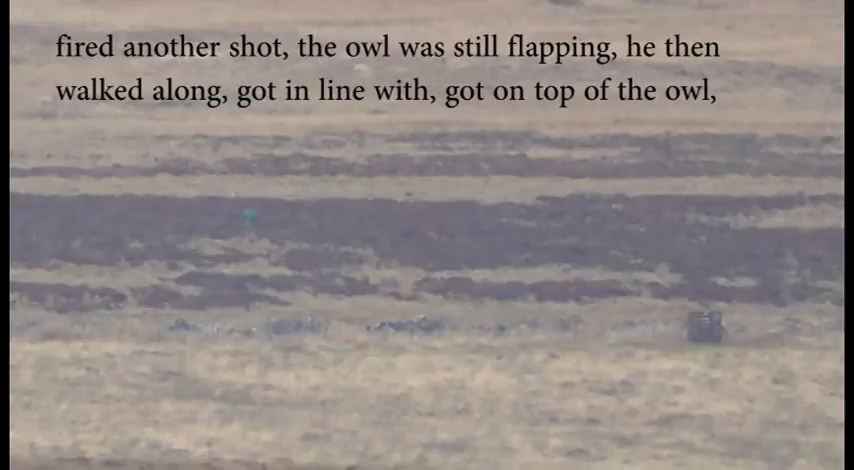 fired another shot, the owl was still flapping, he then
walked along, got in line with, got on top of the owl,